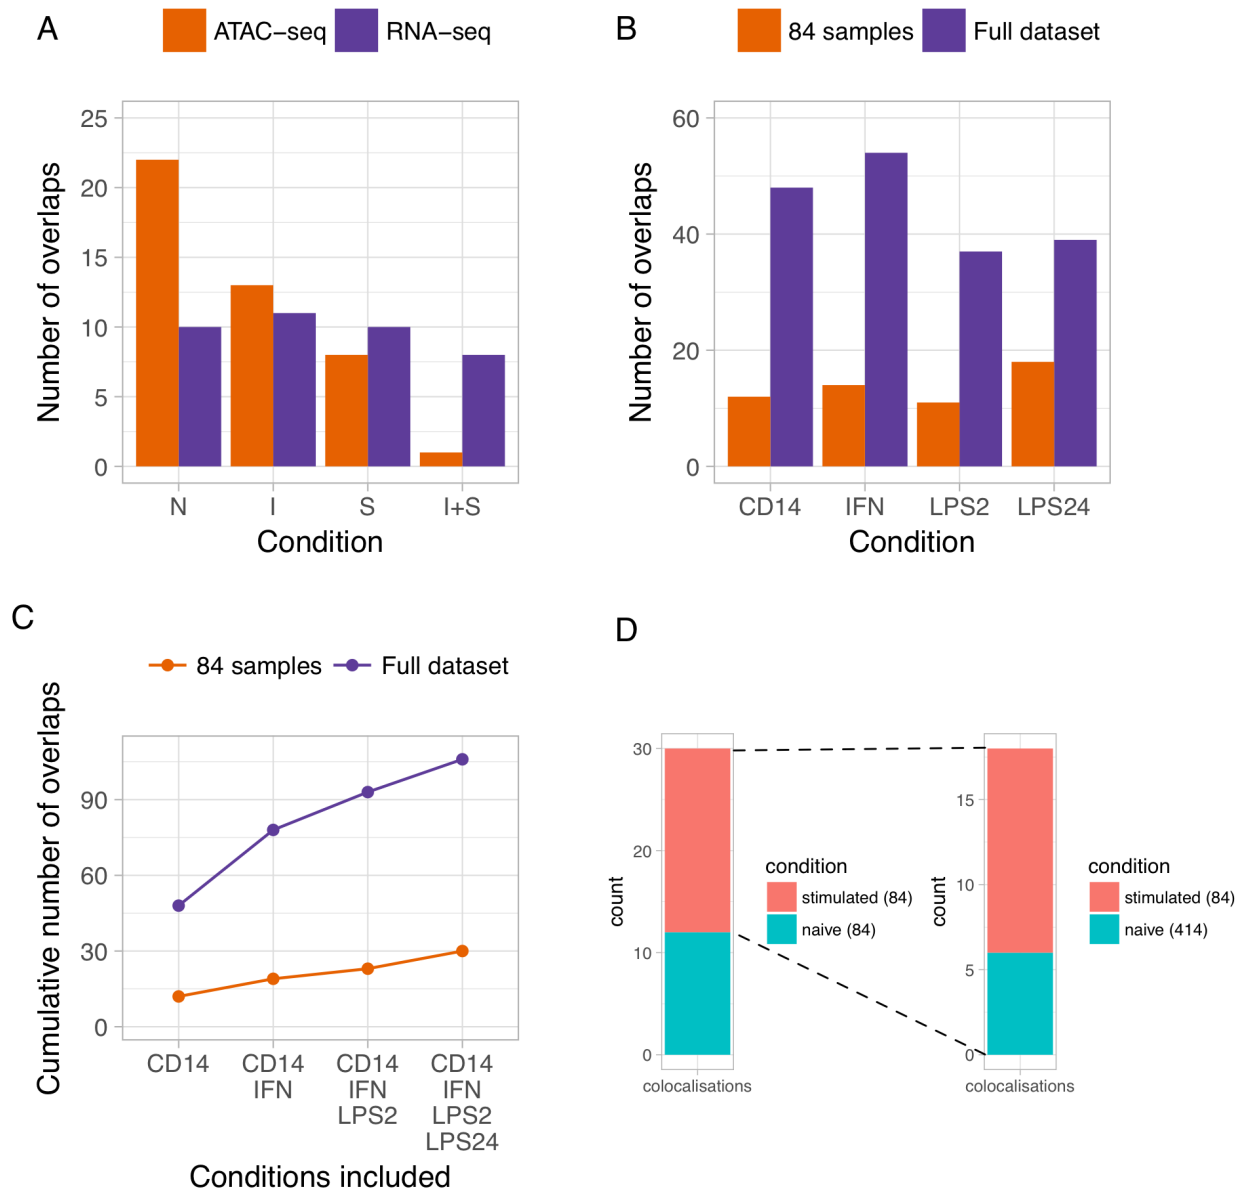 A
ATAC−seq RNA−seq
Number of overlaps
25
20
15
10
5
0
N I S I+S
Condition
B
84 samples Full dataset
Number of overlaps
60
40
20
0
CD14 IFN LPS2 LPS24
Condition
C
84 samples Full dataset
Cumulative number of overlaps
90
60
30
0
CD14 CD14 CD14 CD14
IFN IFN IFN
LPS2 LPS2
LPS24
Conditions included
D
count
30
20
10
0
colocalisations
condition
stimulated (84)
naive (84)
count
15
10
5
0
colocalisations
condition
stimulated (84)
naive (414)